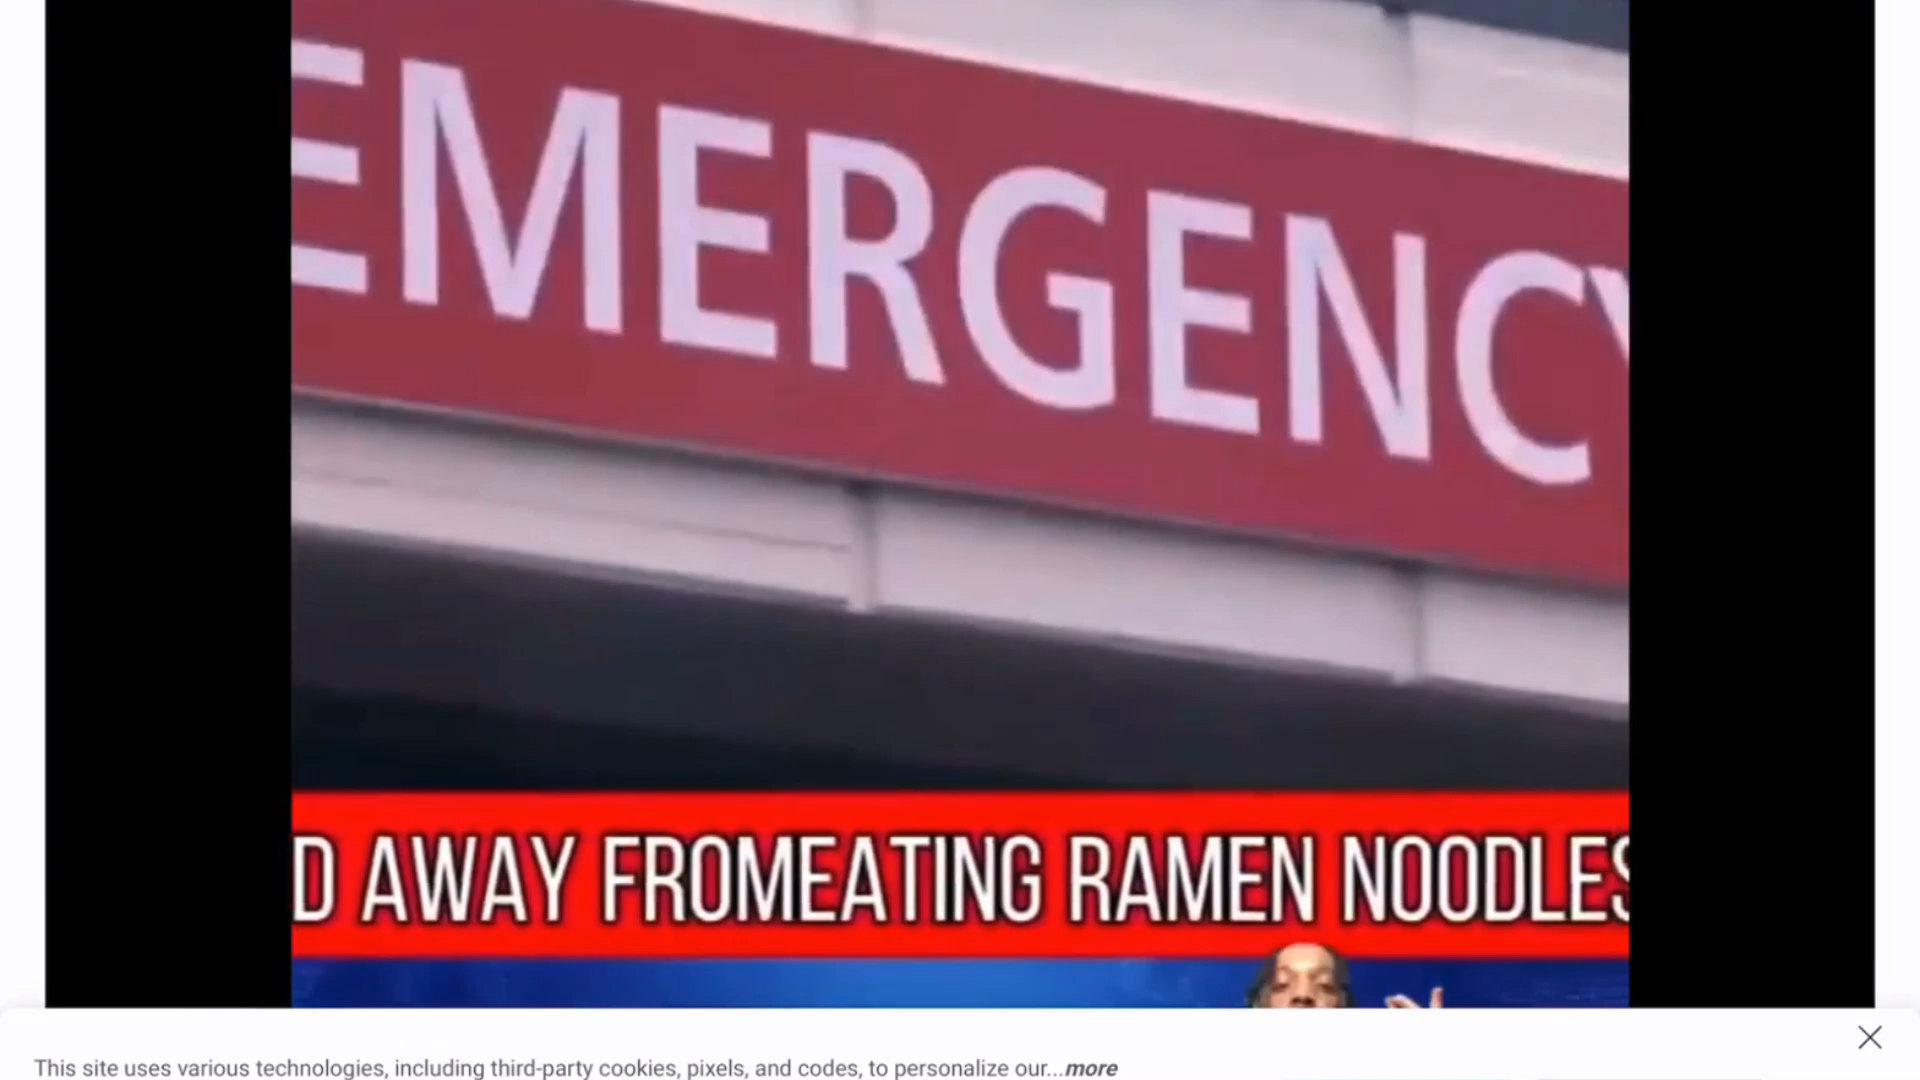 EMERGENCY
D AWAY FROMEATING RAMEN NOODLES
This site uses various technologies, including third-party cookies, pixels, and codes, to personalize our...more